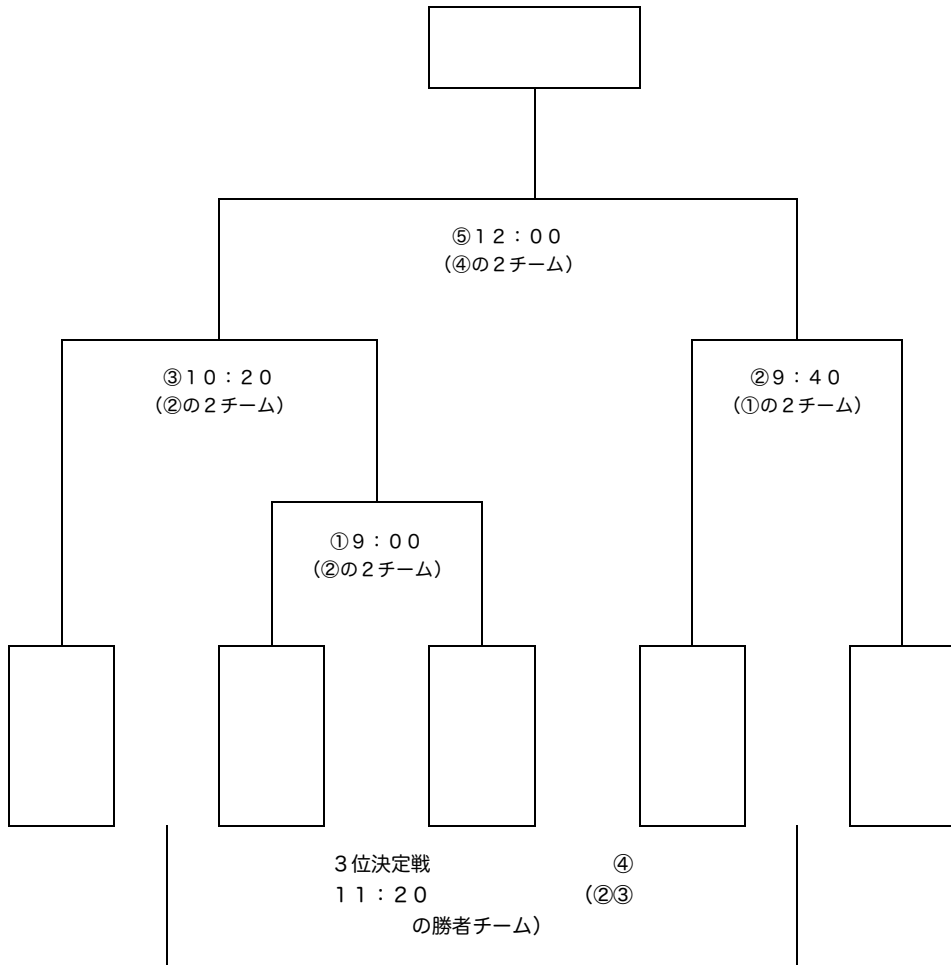 ⑤１２：００
（④の２チーム）
③１０：２０
（②の２チーム）
②９：４０
（①の２チーム）
①９：００
（②の２チーム）
３位決定戦 ④
１１：２０ （②③
の勝者チーム）